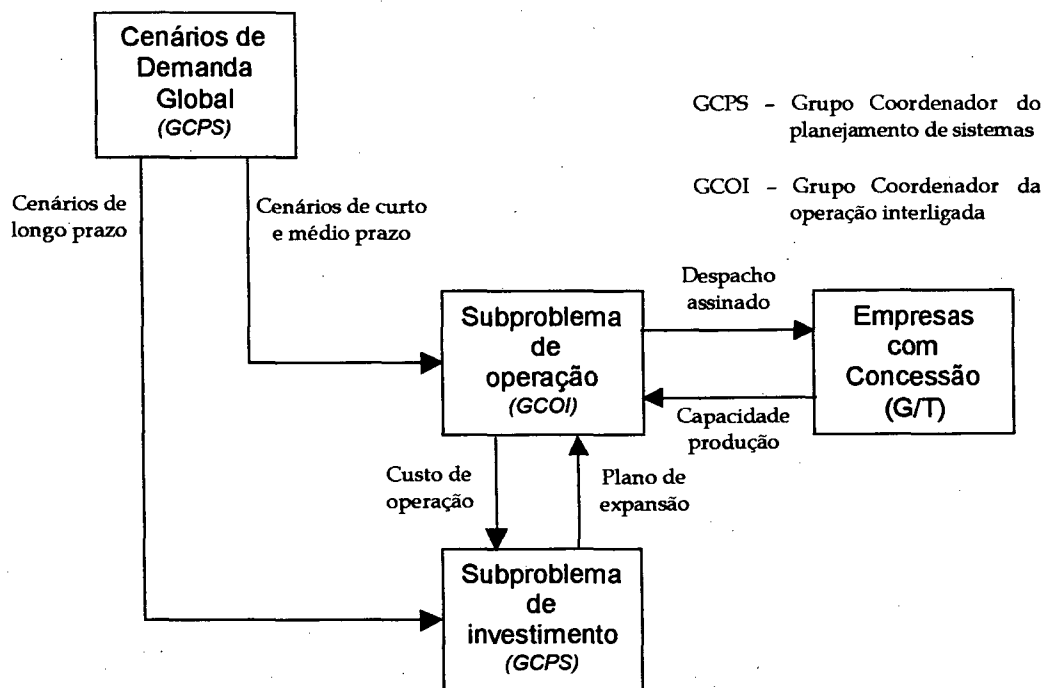 Cenários de
Demanda
Global
(GCPS)
GCPS – Grupo Coordenador do
planejamento de sistemas
GCOI – Grupo Coordenador da
operação interligada
Cenários de
longo prazo
Cenários de curto
e médio prazo
Despacho
assinado
Subproblema
de
operação
(GCOI)
Empresas
com
Concessão
(G/T)
Capacidade
produção
Custo de
operação
Plano de
expansão
Subproblema
de
investimento
(GCPS)